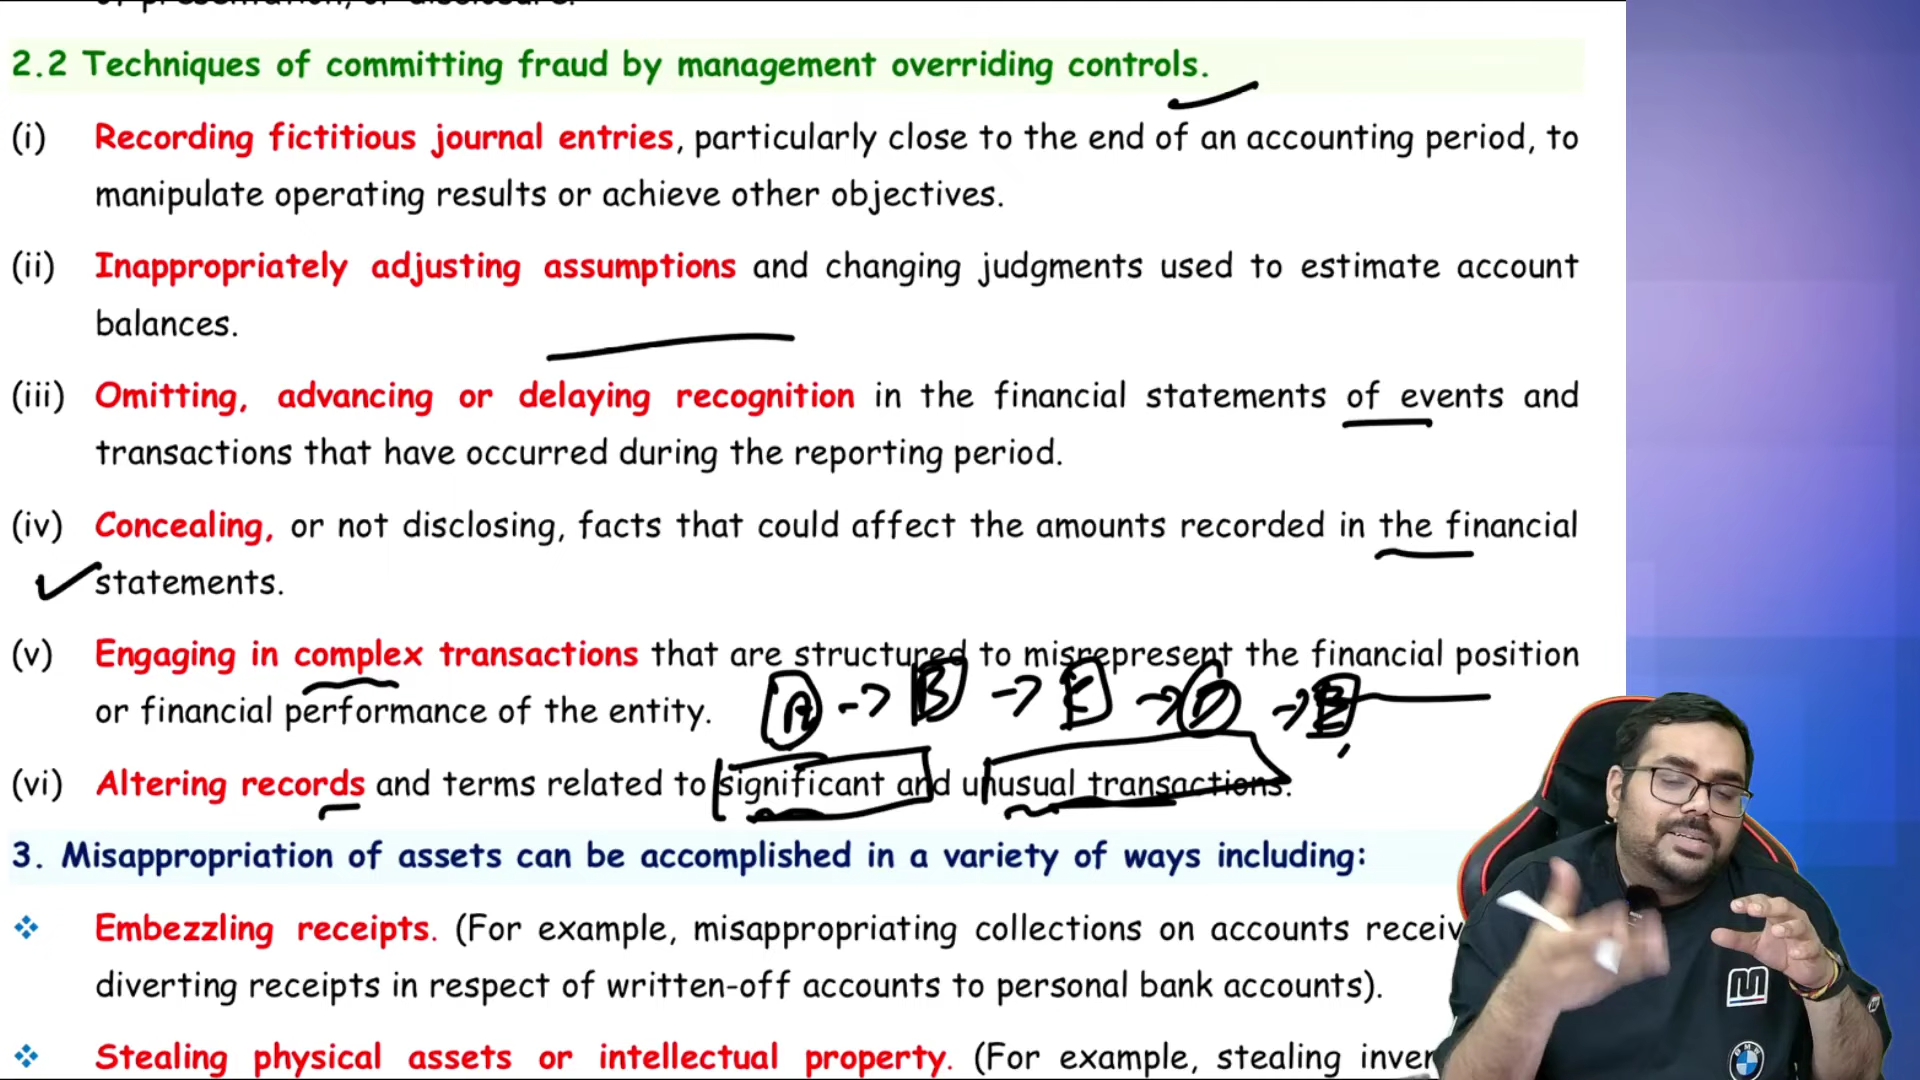 of presentation, or disclosure.
2.2 Techniques of committing fraud by management overriding controls.
(i) Recording fictitious journal entries, particularly close to the end of an accounting period, to
manipulate operating results or achieve other objectives.
(ii) Inappropriately adjusting assumptions and changing judgments used to estimate account
balances.
(iii) Omitting, advancing or delaying recognition in the financial statements of events and
transactions that have occurred during the reporting period.
(iv) Concealing, or not disclosing, facts that could affect the amounts recorded in the financial
statements.
(v) Engaging in complex transactions that are structured to misrepresent the financial position
or financial performance of the entity.
A -> B -> C -> D -> E
(vi) Altering records and terms related to significant and unusual transactions.
3. Misappropriation of assets can be accomplished in a variety of ways including:
❖ Embezzling receipts. (For example, misappropriating collections on accounts receiv
diverting receipts in respect of written-off accounts to personal bank accounts).
❖ Stealing physical assets or intellectual property. (For example, stealing inver
M
BMW